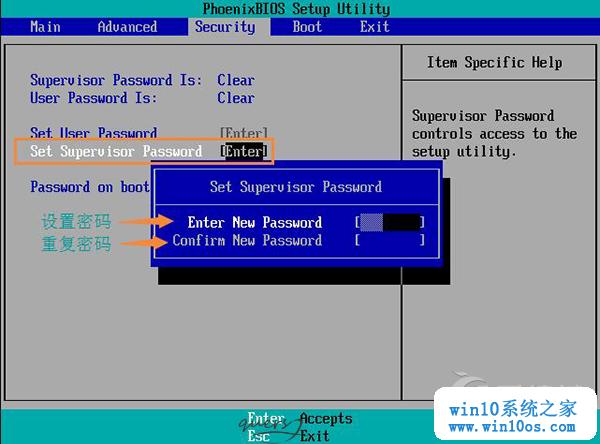 PhoenixBIOS Setup Utility
Main Advanced Security Boot Exit
Item Specific Help
Supervisor Password Is: Clear
User Password Is: Clear
Supervisor Password
controls access to the
setup utility.
Set User Password [Enter]
Set Supervisor Password [Enter]
Password on boot
Set Supervisor Password
设置密码
Enter New Password [ ]
重复密码
Confirm New Password [ ]
win10系统之家
www.win10os.com
Enter Accepts
Esc Exit